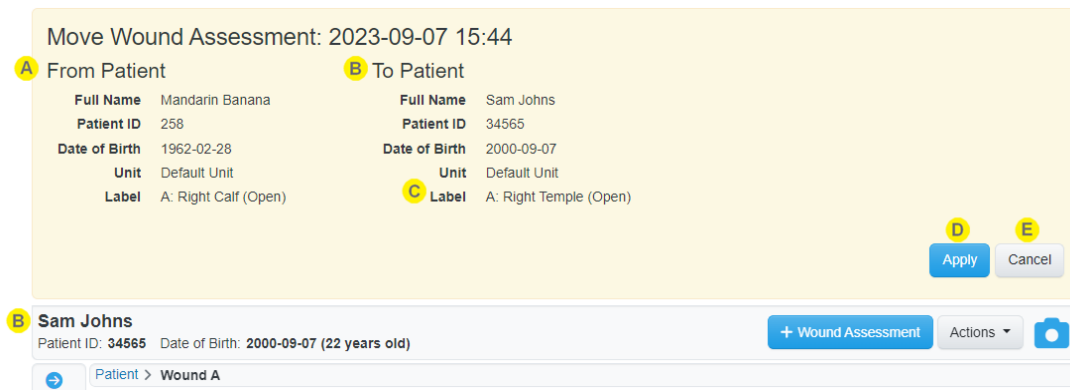 Move Wound Assessment: 2023-09-07 15:44
A From Patient B To Patient
Full Name Mandarin Banana Full Name Sam Johns
Patient ID 258 Patient ID 34565
Date of Birth 1962-02-28 Date of Birth 2000-09-07
Unit Default Unit Unit Default Unit
Label A: Right Calf (Open) C Label A: Right Temple (Open)
D E
Apply Cancel
B Sam Johns
Patient ID: 34565 Date of Birth: 2000-09-07 (22 years old) + Wound Assessment Actions
Patient > Wound A